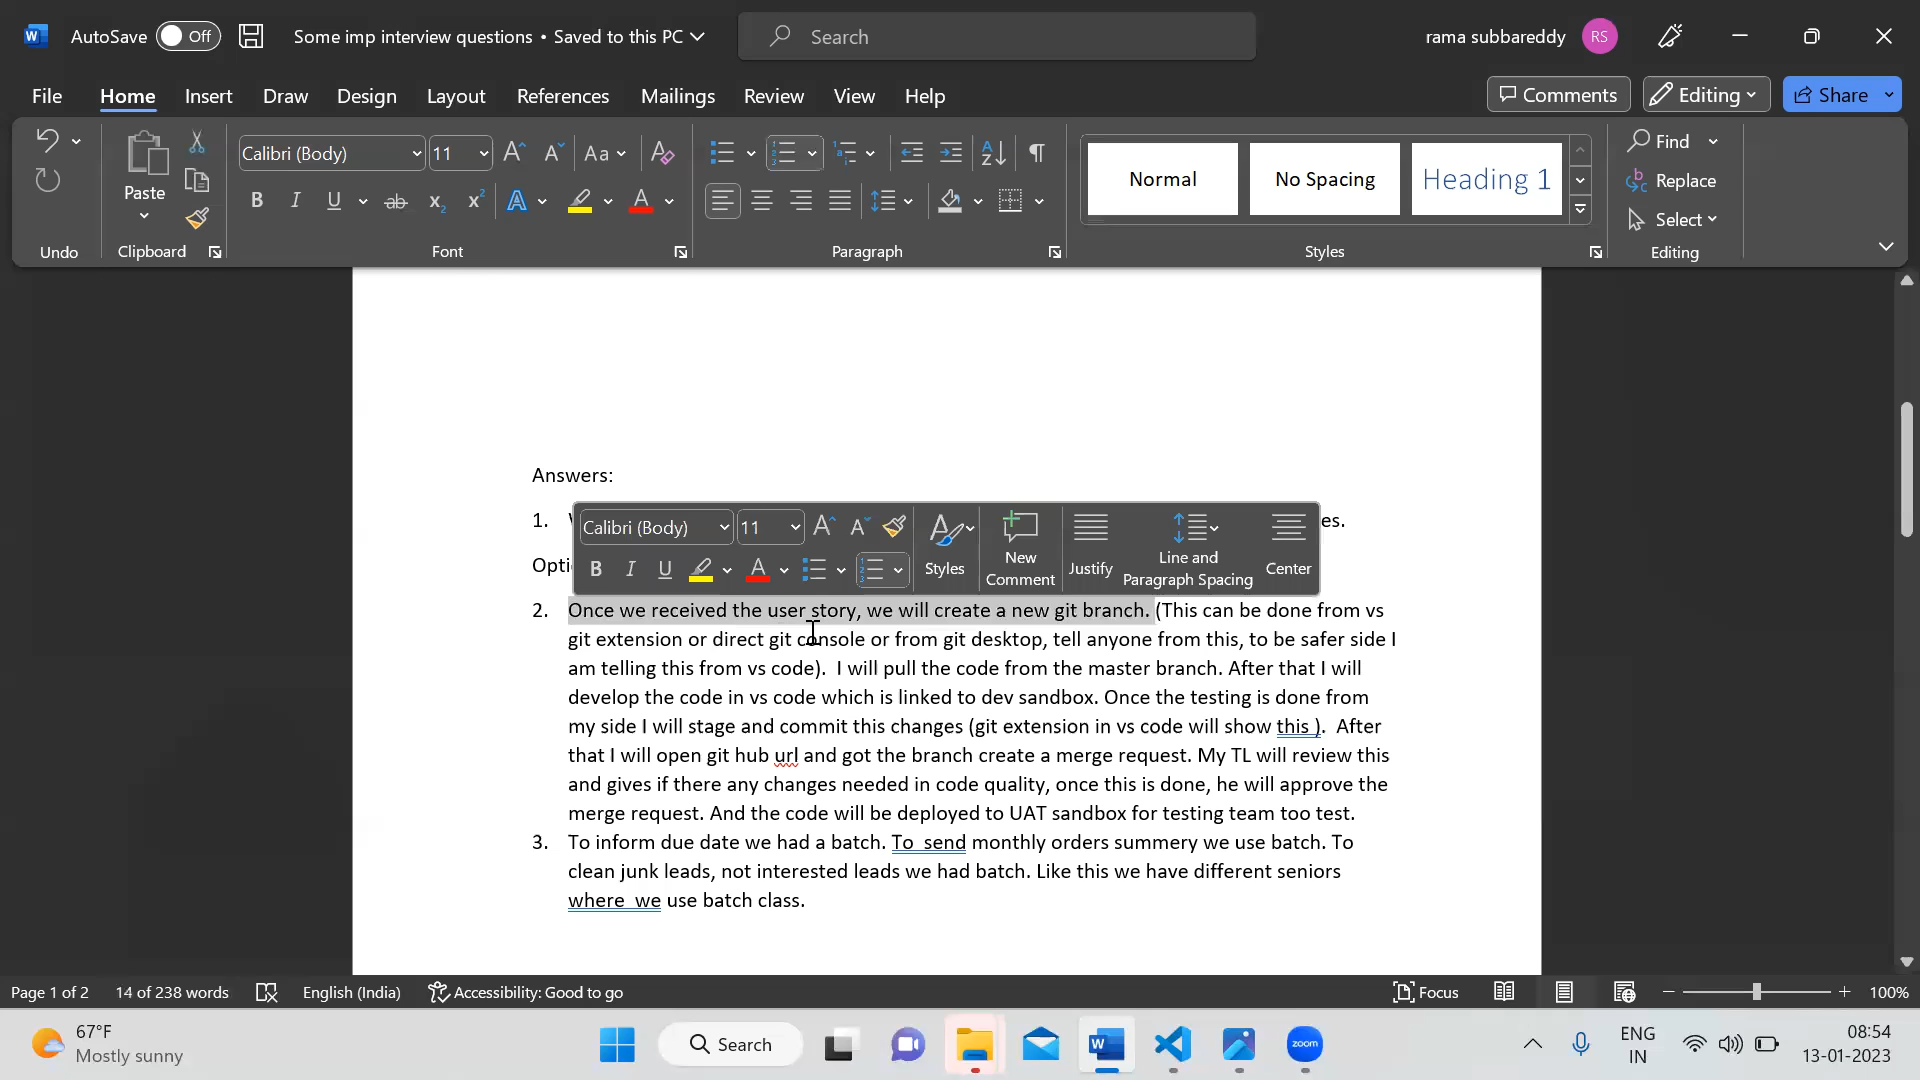 AutoSave Off Some imp interview questions • Saved to this PC Search rama subbareddy RS
File Home Insert Draw Design Layout References Mailings Review View Help Comments Editing Share
Paste Calibri (Body) 11 Aa Normal No Spacing Heading 1 Find
Replace
Select
Undo Clipboard Font Paragraph Styles Editing
Answers:
1. es.
Opti
Calibri (Body) 11
B I U A Styles New Comment Justify Line and Paragraph Spacing Center
2. Once we received the user story, we will create a new git branch. (This can be done from vs
git extension or direct git console or from git desktop, tell anyone from this, to be safer side I
am telling this from vs code). I will pull the code from the master branch. After that I will
develop the code in vs code which is linked to dev sandbox. Once the testing is done from
my side I will stage and commit this changes (git extension in vs code will show this ). After
that I will open git hub url and got the branch create a merge request. My TL will review this
and gives if there any changes needed in code quality, once this is done, he will approve the
merge request. And the code will be deployed to UAT sandbox for testing team too test.
3. To inform due date we had a batch. To send monthly orders summery we use batch. To
clean junk leads, not interested leads we had batch. Like this we have different seniors
where we use batch class.
Page 1 of 2 14 of 238 words English (India) Accessibility: Good to go Focus 100%
67°F
Mostly sunny
Search
zoom
ENG
IN
08:54
13-01-2023